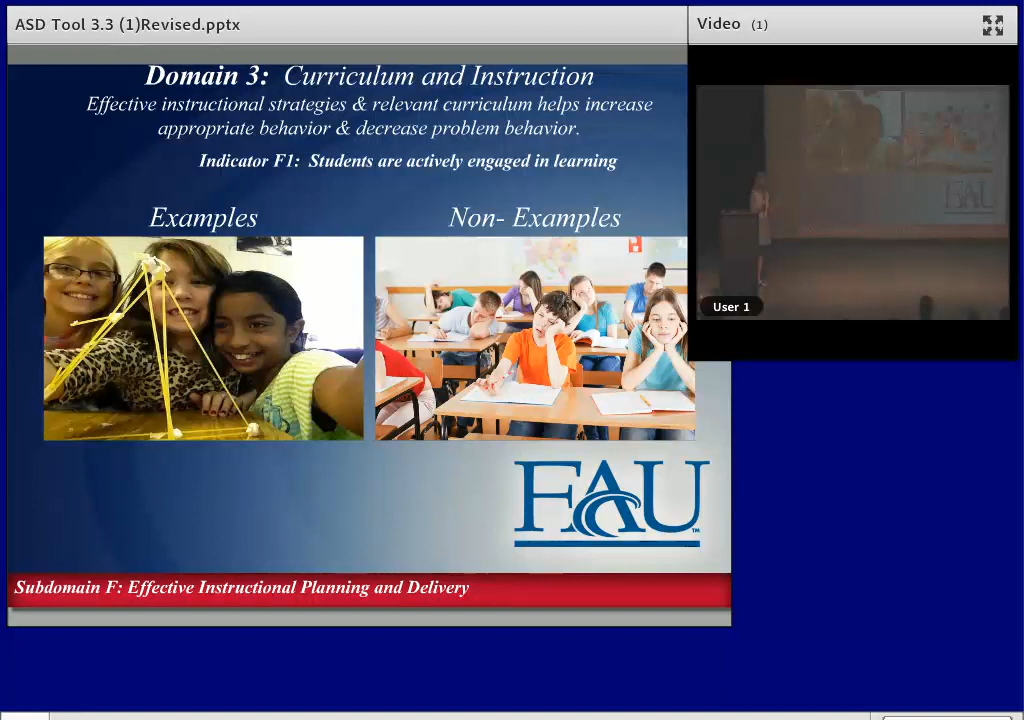 ASD Tool 3.3 (1)Revised.pptx
Video (1)
Domain 3: Curriculum and Instruction
Effective instructional strategies & relevant curriculum helps increase
appropriate behavior & decrease problem behavior.
Indicator F1: Students are actively engaged in learning
Examples
Non- Examples
H
User 1
FAU
FAU™
Subdomain F: Effective Instructional Planning and Delivery